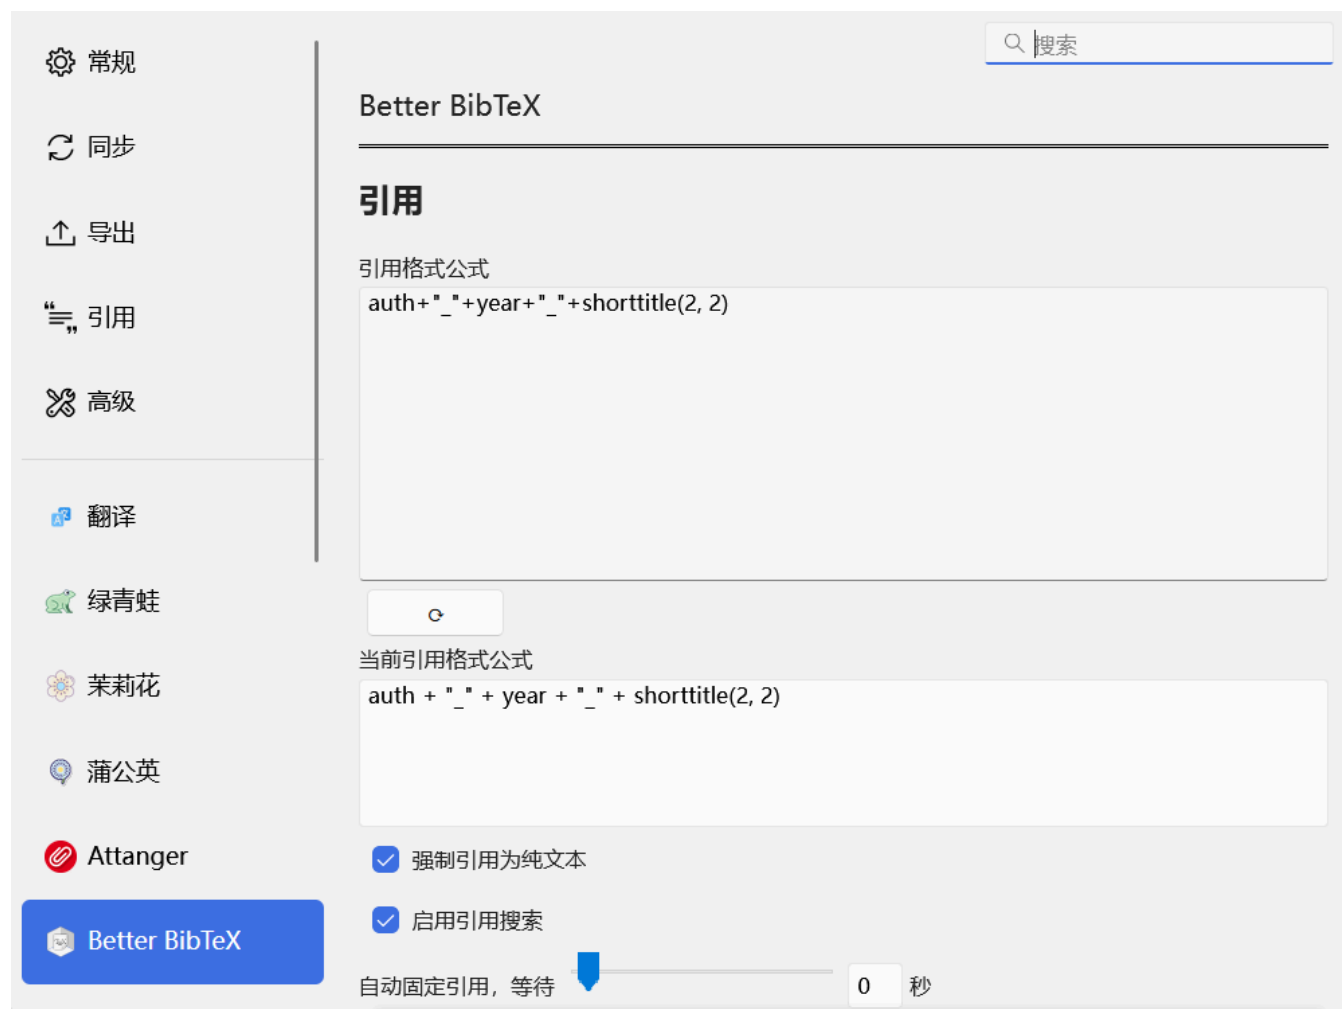 常规
同步
导出
引用
高级
翻译
绿青蛙
茉莉花
蒲公英
Attanger
Better BibTeX
搜索
Better BibTeX
引用
引用格式公式
auth+"_"+year+"_"+shorttitle(2, 2)
当前引用格式公式
auth + "_" + year + "_" + shorttitle(2, 2)
强制引用为纯文本
启用引用搜索
自动固定引用，等待 0 秒